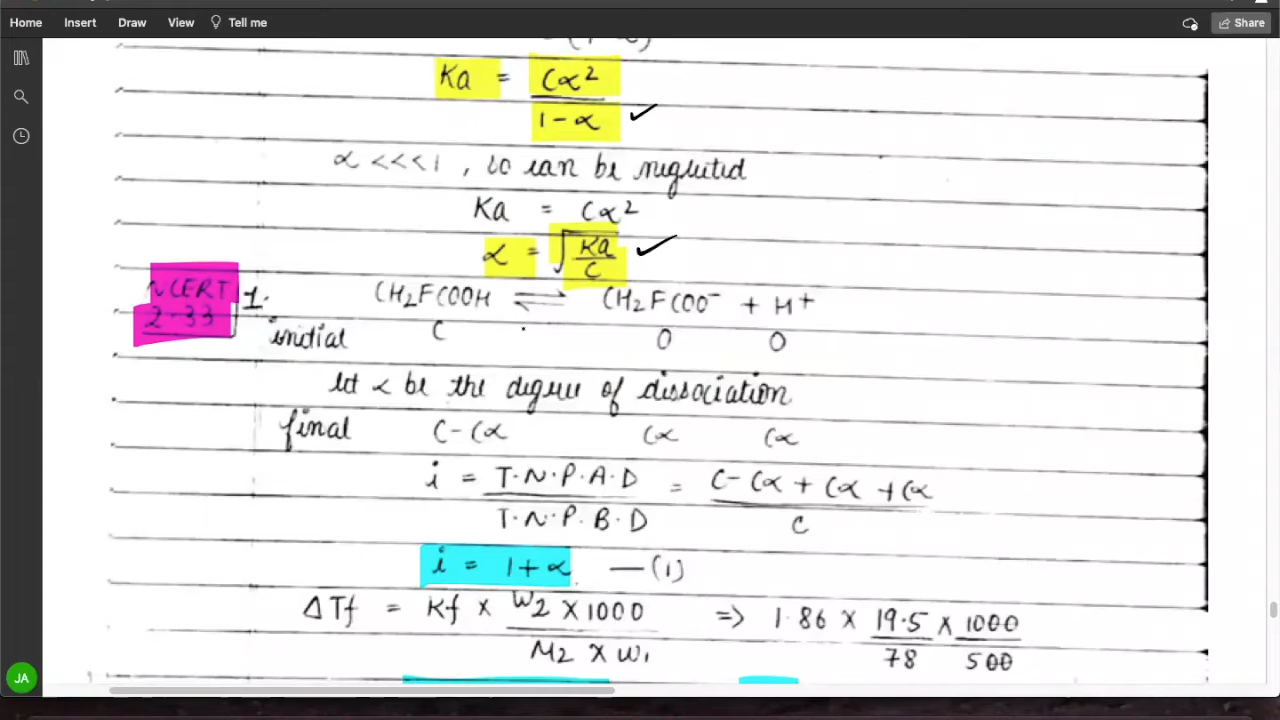 Home Insert Draw View Tell me Share
Ka = Cα²
1 - α
α <<<1 , so can be neglected
Ka = Cα²
α = √Ka
C
NCERT 1. CH2FCOOH ⇌ CH2FCOO⁻ + H+
2.33
initial C 0 0
let α be the degree of dissociation
final C-Cα Cα Cα
i = T.N.P.A.D = C-Cα + Cα +Cα
T.N.P.B.D C
i = 1+α —(1)
ΔTf = Kf × W2 × 1000 => 1.86 × 19.5 × 1000
M2 × W1 78 500
JA